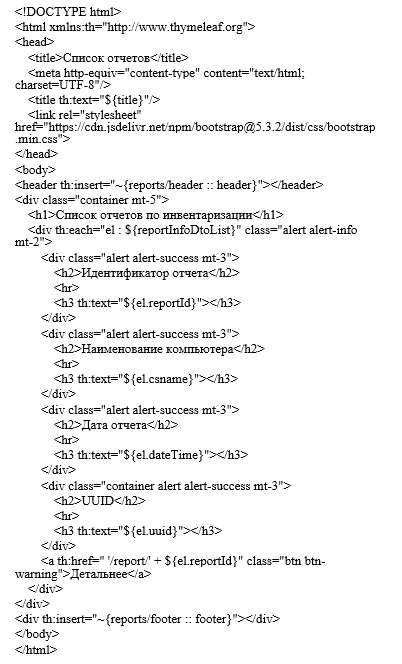 <!DOCTYPE html>
<html xmlns:th="http://www.thymeleaf.org">
<head>
<title>Список отчетов</title>
<meta http-equiv="content-type" content="text/html;
charset=UTF-8"/>
<title th:text="${title}"/>
<link rel="stylesheet"
href="https://cdn.jsdelivr.net/npm/bootstrap@5.3.2/dist/css/bootstrap
.min.css">
</head>
<body>
<header th:insert="~{reports/header :: header}"></header>
<div class="container mt-5">
<h1>Список отчетов по инвентаризации</h1>
<div th:each="el : ${reportInfoDtoList}" class="alert alert-info
mt-2">
<div class="alert alert-success mt-3">
<h2>Идентификатор отчета</h2>
<hr>
<h3 th:text="${el.reportId}"></h3>
</div>
<div class="alert alert-success mt-3">
<h2>Наименование компьютера</h2>
<hr>
<h3 th:text="${el.csname}"></h3>
</div>
<div class="alert alert-success mt-3">
<h2>Дата отчета</h2>
<hr>
<h3 th:text="${el.dateTime}"></h3>
</div>
<div class="container alert alert-success mt-3">
<h2>UUID</h2>
<hr>
<h3 th:text="${el.uuid}"></h3>
</div>
<a th:href=" '/report/' + ${el.reportId}" class="btn btn-
warning">Детальнее</a>
</div>
</div>
<div th:insert="~{reports/footer :: footer}"></div>
</body>
</html>